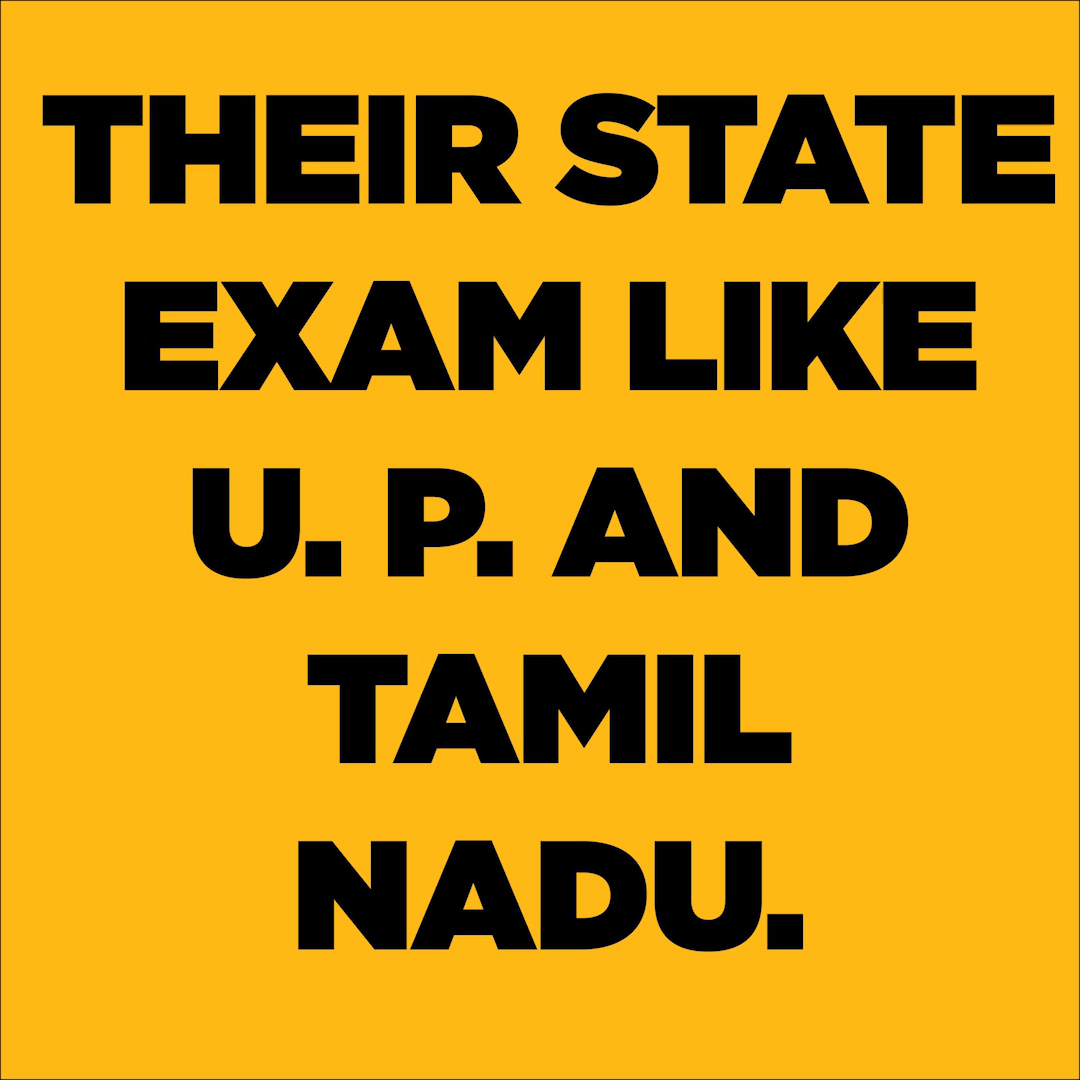 THEIR STATE
EXAM LIKE
U. P. AND
TAMIL
NADU.